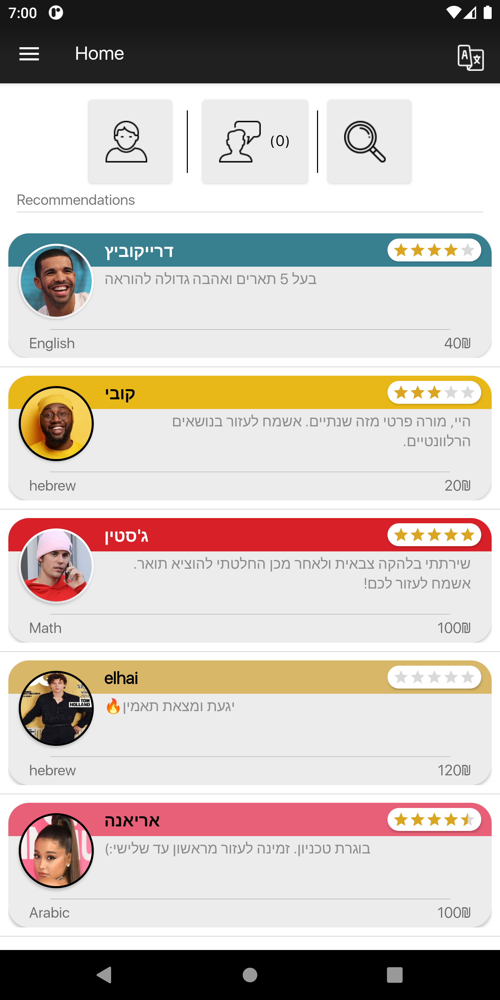 7:00
Home
(0)
Recommendations
דרייקוביץ
בעל 5 תארים ואהבה גדולה להוראה
English
40₪
קובי
היי, מורה פרטי מזה שנתיים. אשמח לעזור בנושאים
הרלוונטיים.
hebrew
20₪
ג'סטין
שירתתי בלהקה צבאית ולאחר מכן החלטתי להוציא תואר.
אשמח לעזור לכם!
Math
100₪
elhai
TOM
HOLLAND
יגעת ומצאת תאמין🔥
hebrew
120₪
אריאנה
בוגרת טכניון. זמינה לעזור מראשון עד שלישי:)
Arabic
100₪